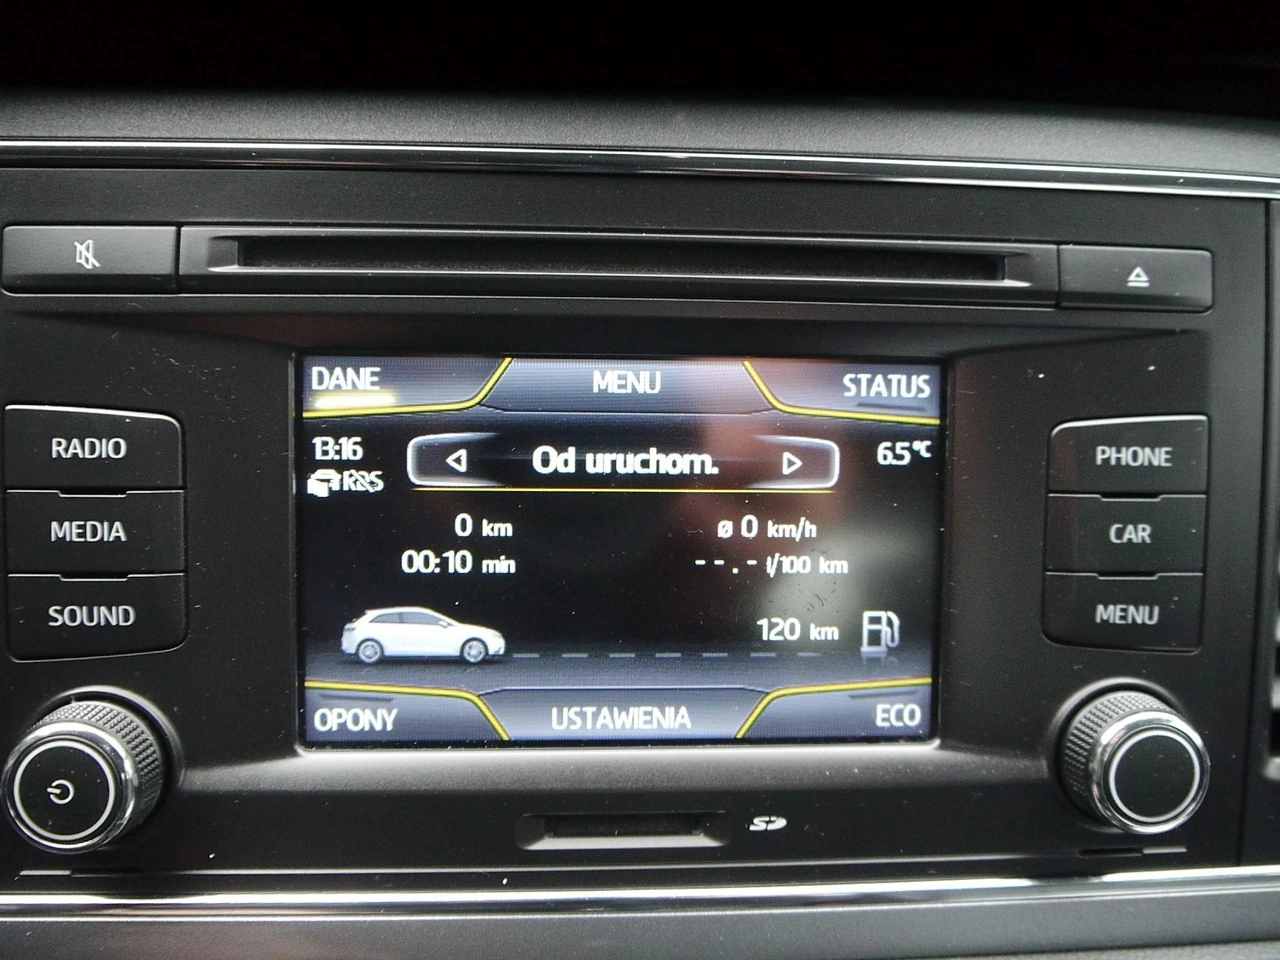 DANE MENU STATUS
13:16 Od uruchom. 6.5°C
RDS
0 km ø 0 km/h
00:10 min --.- l/100 km
120 km
OPONY USTAWIENIA ECO
RADIO
MEDIA
SOUND
PHONE
CAR
MENU
SD